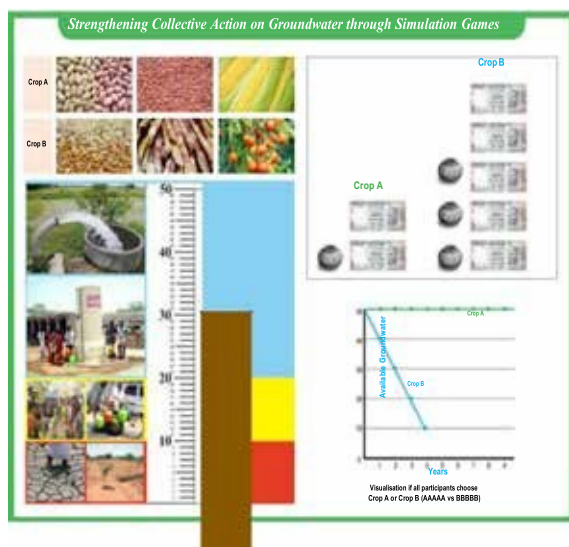 Strengthening Collective Action on Groundwater through Simulation Games
Crop A
Crop B
50
40
30
20
10
Crop B
Crop A
Crop A
Available Groundwater
Crop B
Years
Visualisation if all participants choose
Crop A or Crop B (AAAAA vs BBBBB)